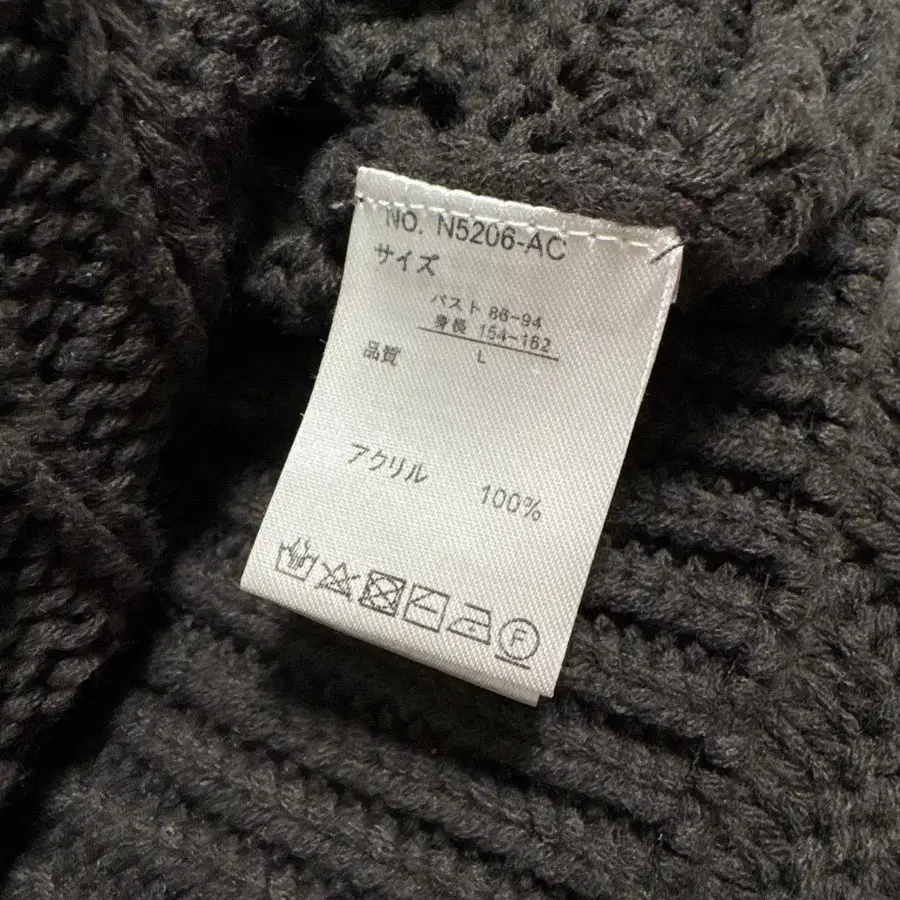 NO. N5206-AC
サイズ
バスト 86-94
身長 154-162
品質 L
アクリル 100%
F